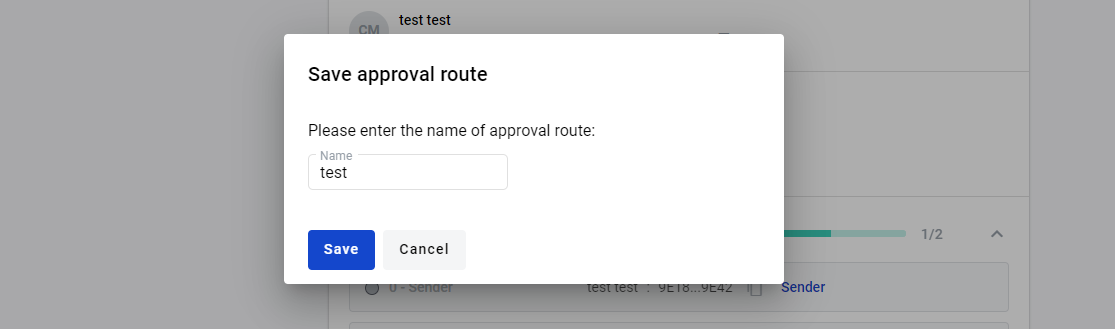 CM
test test
Save approval route
Please enter the name of approval route:
Name
test
Save
Cancel
1/2
0 - Sender
test test : 9E18...9E42
Sender